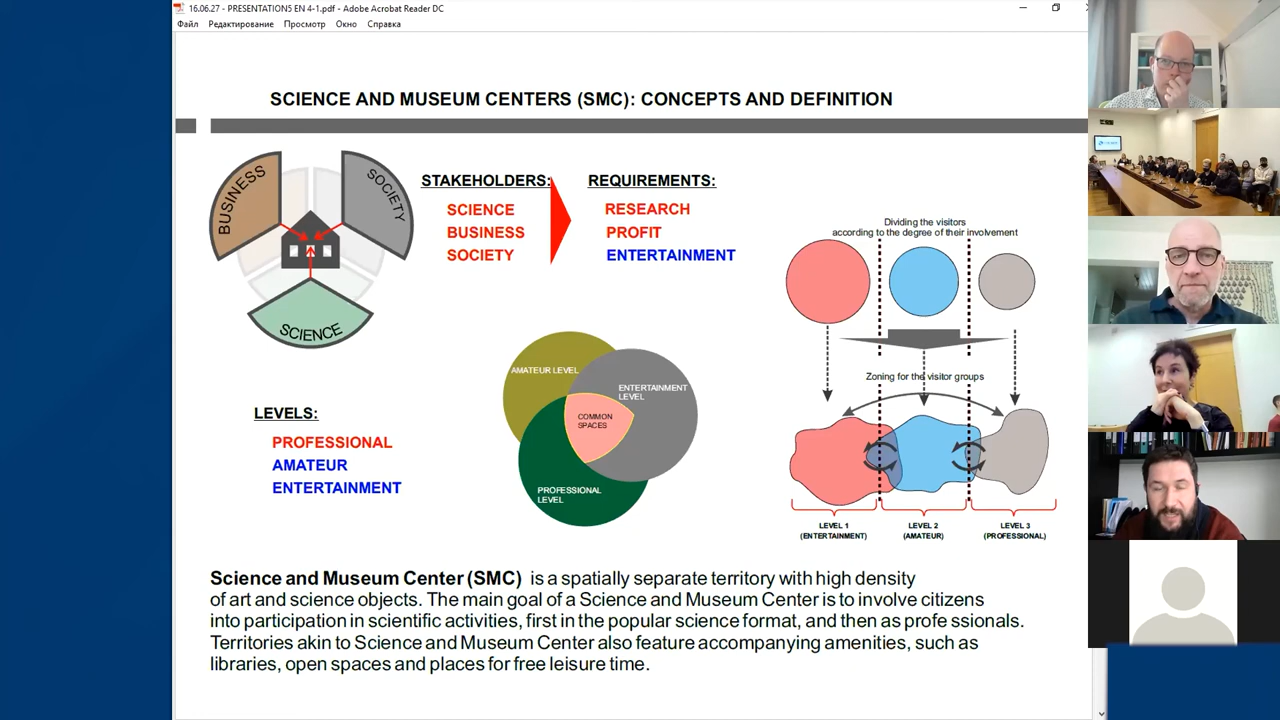 16.06.27 - PRESENTATION5 EN 4-1.pdf - Adobe Acrobat Reader DC
Файл Редактирование Просмотр Окно Справка
SCIENCE AND MUSEUM CENTERS (SMC): CONCEPTS AND DEFINITION
BUSINESS
SOCIETY
SCIENCE
STAKEHOLDERS:
SCIENCE
BUSINESS
SOCIETY
REQUIREMENTS:
RESEARCH
PROFIT
ENTERTAINMENT
Dividing the visitors
according to the degree of their involvement
Zoning for the visitor groups
LEVEL 1
(ENTERTAINMENT)
LEVEL 2
(AMATEUR)
LEVEL 3
(PROFESSIONAL)
LEVELS:
PROFESSIONAL
AMATEUR
ENTERTAINMENT
AMATEUR LEVEL
ENTERTAINMENT
LEVEL
COMMON
SPACES
PROFESSIONAL
LEVEL
Science and Museum Center (SMC) is a spatially separate territory with high density
of art and science objects. The main goal of a Science and Museum Center is to involve citizens
into participation in scientific activities, first in the popular science format, and then as profe ssionals.
Territories akin to Science and Museum Center also feature accompanying amenities, such as
libraries, open spaces and places for free leisure time.